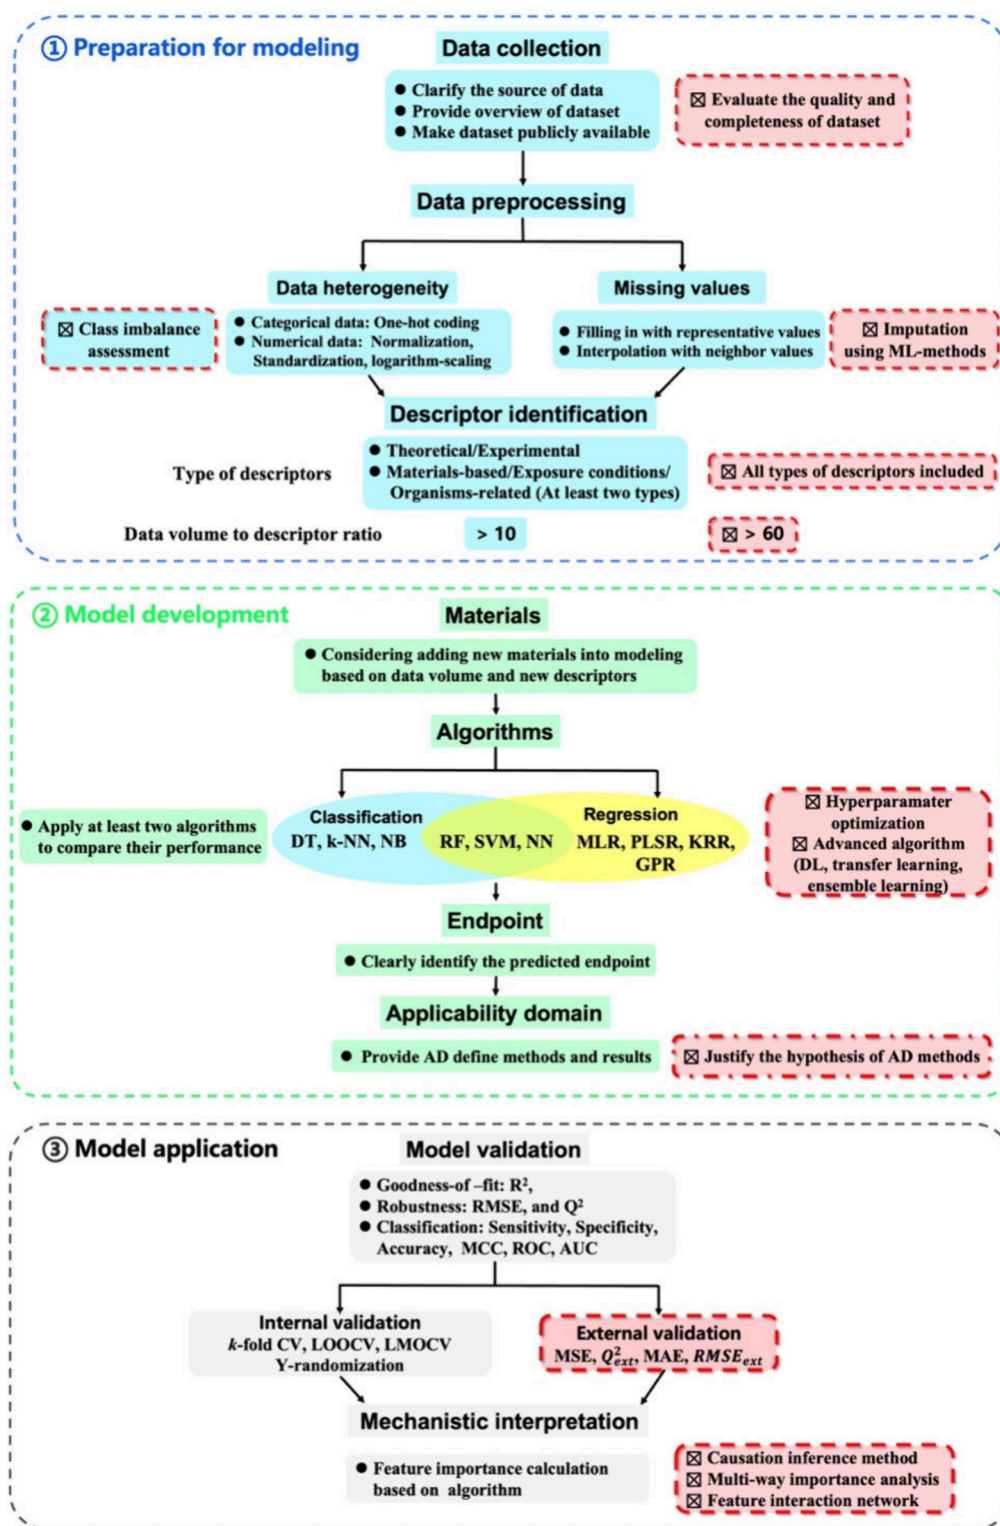 ① Preparation for modeling
Data collection
● Clarify the source of data
● Provide overview of dataset
● Make dataset publicly available
☒ Evaluate the quality and
completeness of dataset
Data preprocessing
Data heterogeneity
Missing values
☒ Class imbalance
assessment
● Categorical data: One-hot coding
● Numerical data: Normalization,
Standardization, logarithm-scaling
● Filling in with representative values
● Interpolation with neighbor values
☒ Imputation
using ML-methods
Descriptor identification
Type of descriptors
● Theoretical/Experimental
● Materials-based/Exposure conditions/
Organisms-related (At least two types)
☒ All types of descriptors included
Data volume to descriptor ratio
> 10
☒ > 60
② Model development
Materials
● Considering adding new materials into modeling
based on data volume and new descriptors
Algorithms
● Apply at least two algorithms
to compare their performance
Classification
DT, k-NN, NB
RF, SVM, NN
Regression
MLR, PLSR, KRR,
GPR
☒ Hyperparamater
optimization
☒ Advanced algorithm
(DL, transfer learning,
ensemble learning)
Endpoint
● Clearly identify the predicted endpoint
Applicability domain
● Provide AD define methods and results
☒ Justify the hypothesis of AD methods
③ Model application
Model validation
● Goodness-of –fit: R²,
● Robustness: RMSE, and Q²
● Classification: Sensitivity, Specificity,
Accuracy, MCC, ROC, AUC
Internal validation
k-fold CV, LOOCV, LMOCV
Y-randomization
External validation
MSE, Q²ext, MAE, RMSEext
Mechanistic interpretation
● Feature importance calculation
based on algorithm
☒ Causation inference method
☒ Multi-way importance analysis
☒ Feature interaction network